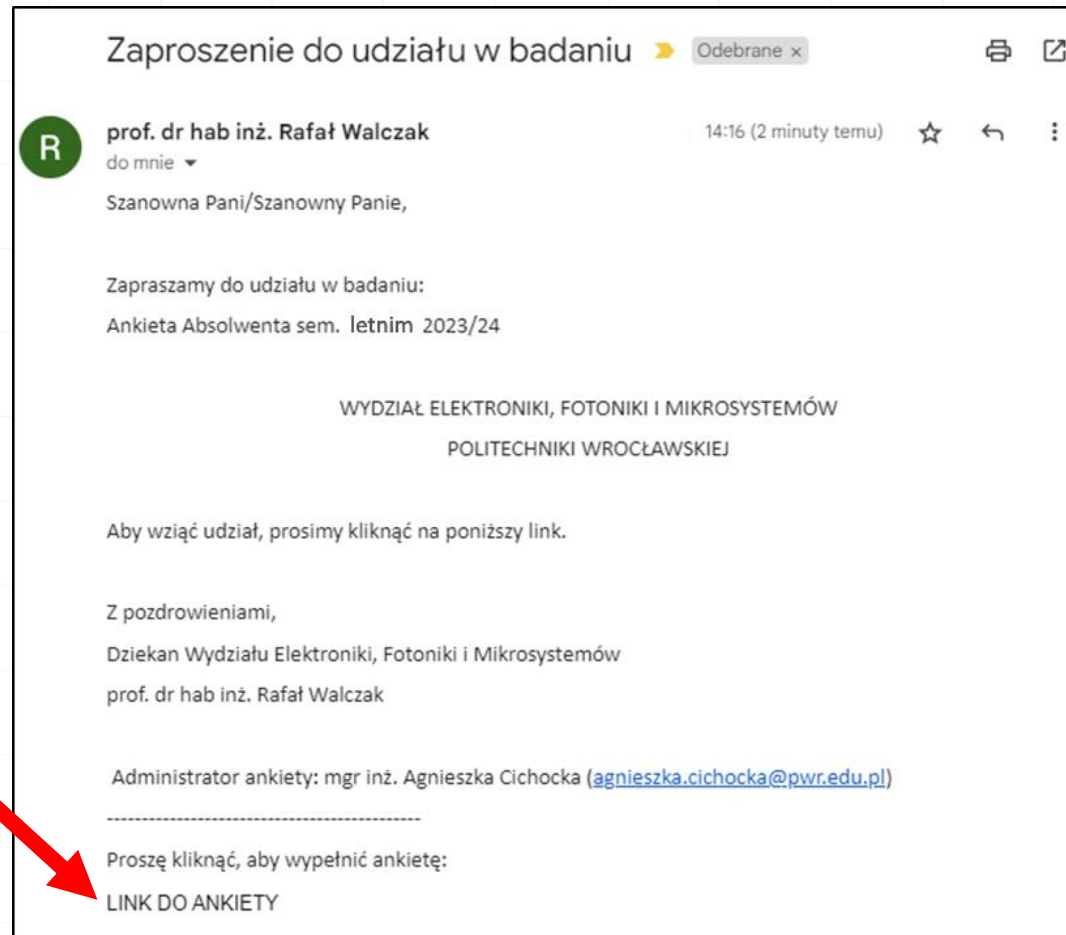 Zaproszenie do udziału w badaniu Odebrane ×
prof. dr hab inż. Rafał Walczak 14:16 (2 minuty temu)
R
do mnie
Szanowna Pani/Szanowny Panie,
Zapraszamy do udziału w badaniu:
Ankieta Absolwenta sem. letnim 2023/24
WYDZIAŁ ELEKTRONIKI, FOTONIKI I MIKROSYSTEMÓW
POLITECHNIKI WROCŁAWSKIEJ
Aby wziąć udział, prosimy kliknąć na poniższy link.
Z pozdrowieniami,
Dziekan Wydziału Elektroniki, Fotoniki i Mikrosystemów
prof. dr hab inż. Rafał Walczak
Administrator ankiety: mgr inż. Agnieszka Cichocka (agnieszka.cichocka@pwr.edu.pl)
---------------------------------------------
Proszę kliknąć, aby wypełnić ankietę:
LINK DO ANKIETY